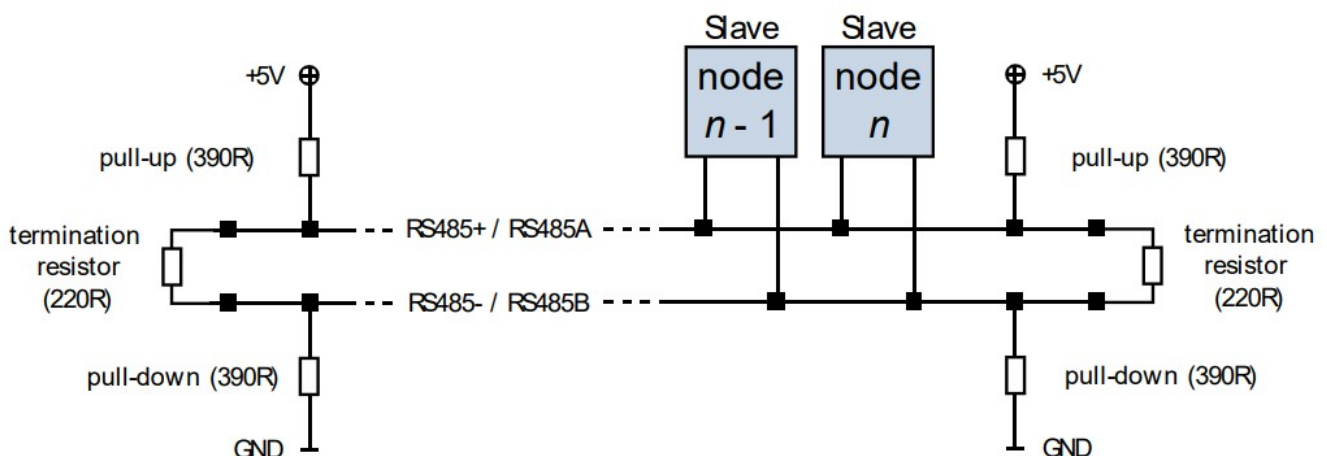 Slave
Slave
node
n - 1
node
n
+5V
+5V
pull-up (390R)
pull-up (390R)
termination
resistor
(220R)
RS485+ / RS485A
termination
resistor
(220R)
RS485- / RS485B
pull-down (390R)
pull-down (390R)
GND
GND